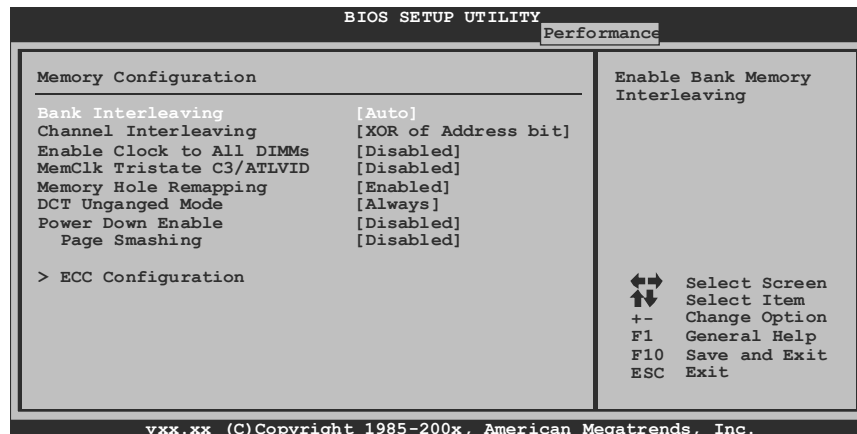 BIOS SETUP UTILITY
Performance
Memory Configuration
Bank Interleaving [Auto]
Channel Interleaving [XOR of Address bit]
Enable Clock to All DIMMs [Disabled]
MemClk Tristate C3/ATLVID [Disabled]
Memory Hole Remapping [Enabled]
DCT Unganged Mode [Always]
Power Down Enable [Disabled]
Page Smashing [Disabled]
> ECC Configuration
Enable Bank Memory
Interleaving
Select Screen
Select Item
+- Change Option
F1 General Help
F10 Save and Exit
ESC Exit
vxx.xx (C)Copyright 1985-200x, American Megatrends, Inc.